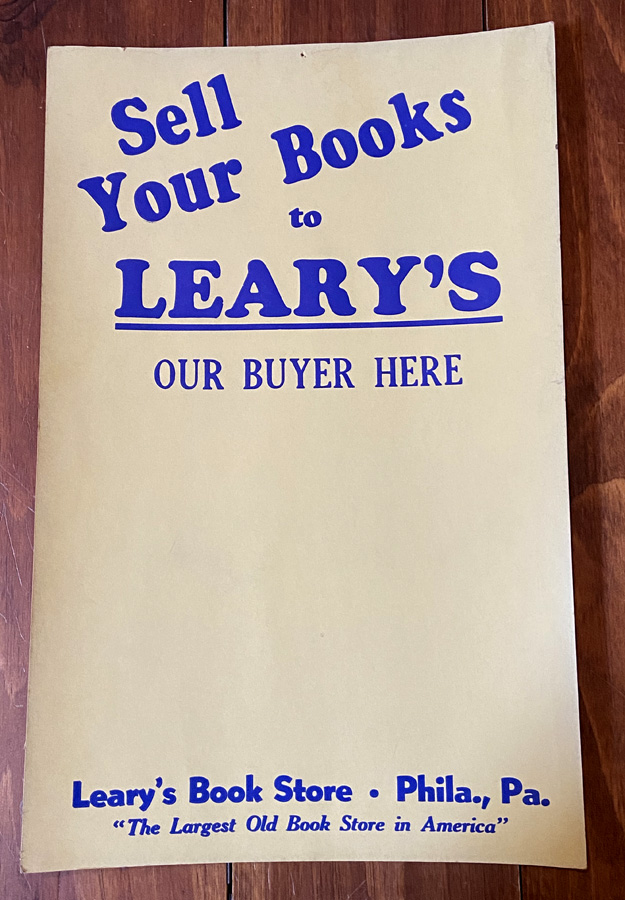 Sell
Your Books
to
LEARY'S
OUR BUYER HERE
Leary's Book Store • Phila., Pa.
"The Largest Old Book Store in America"